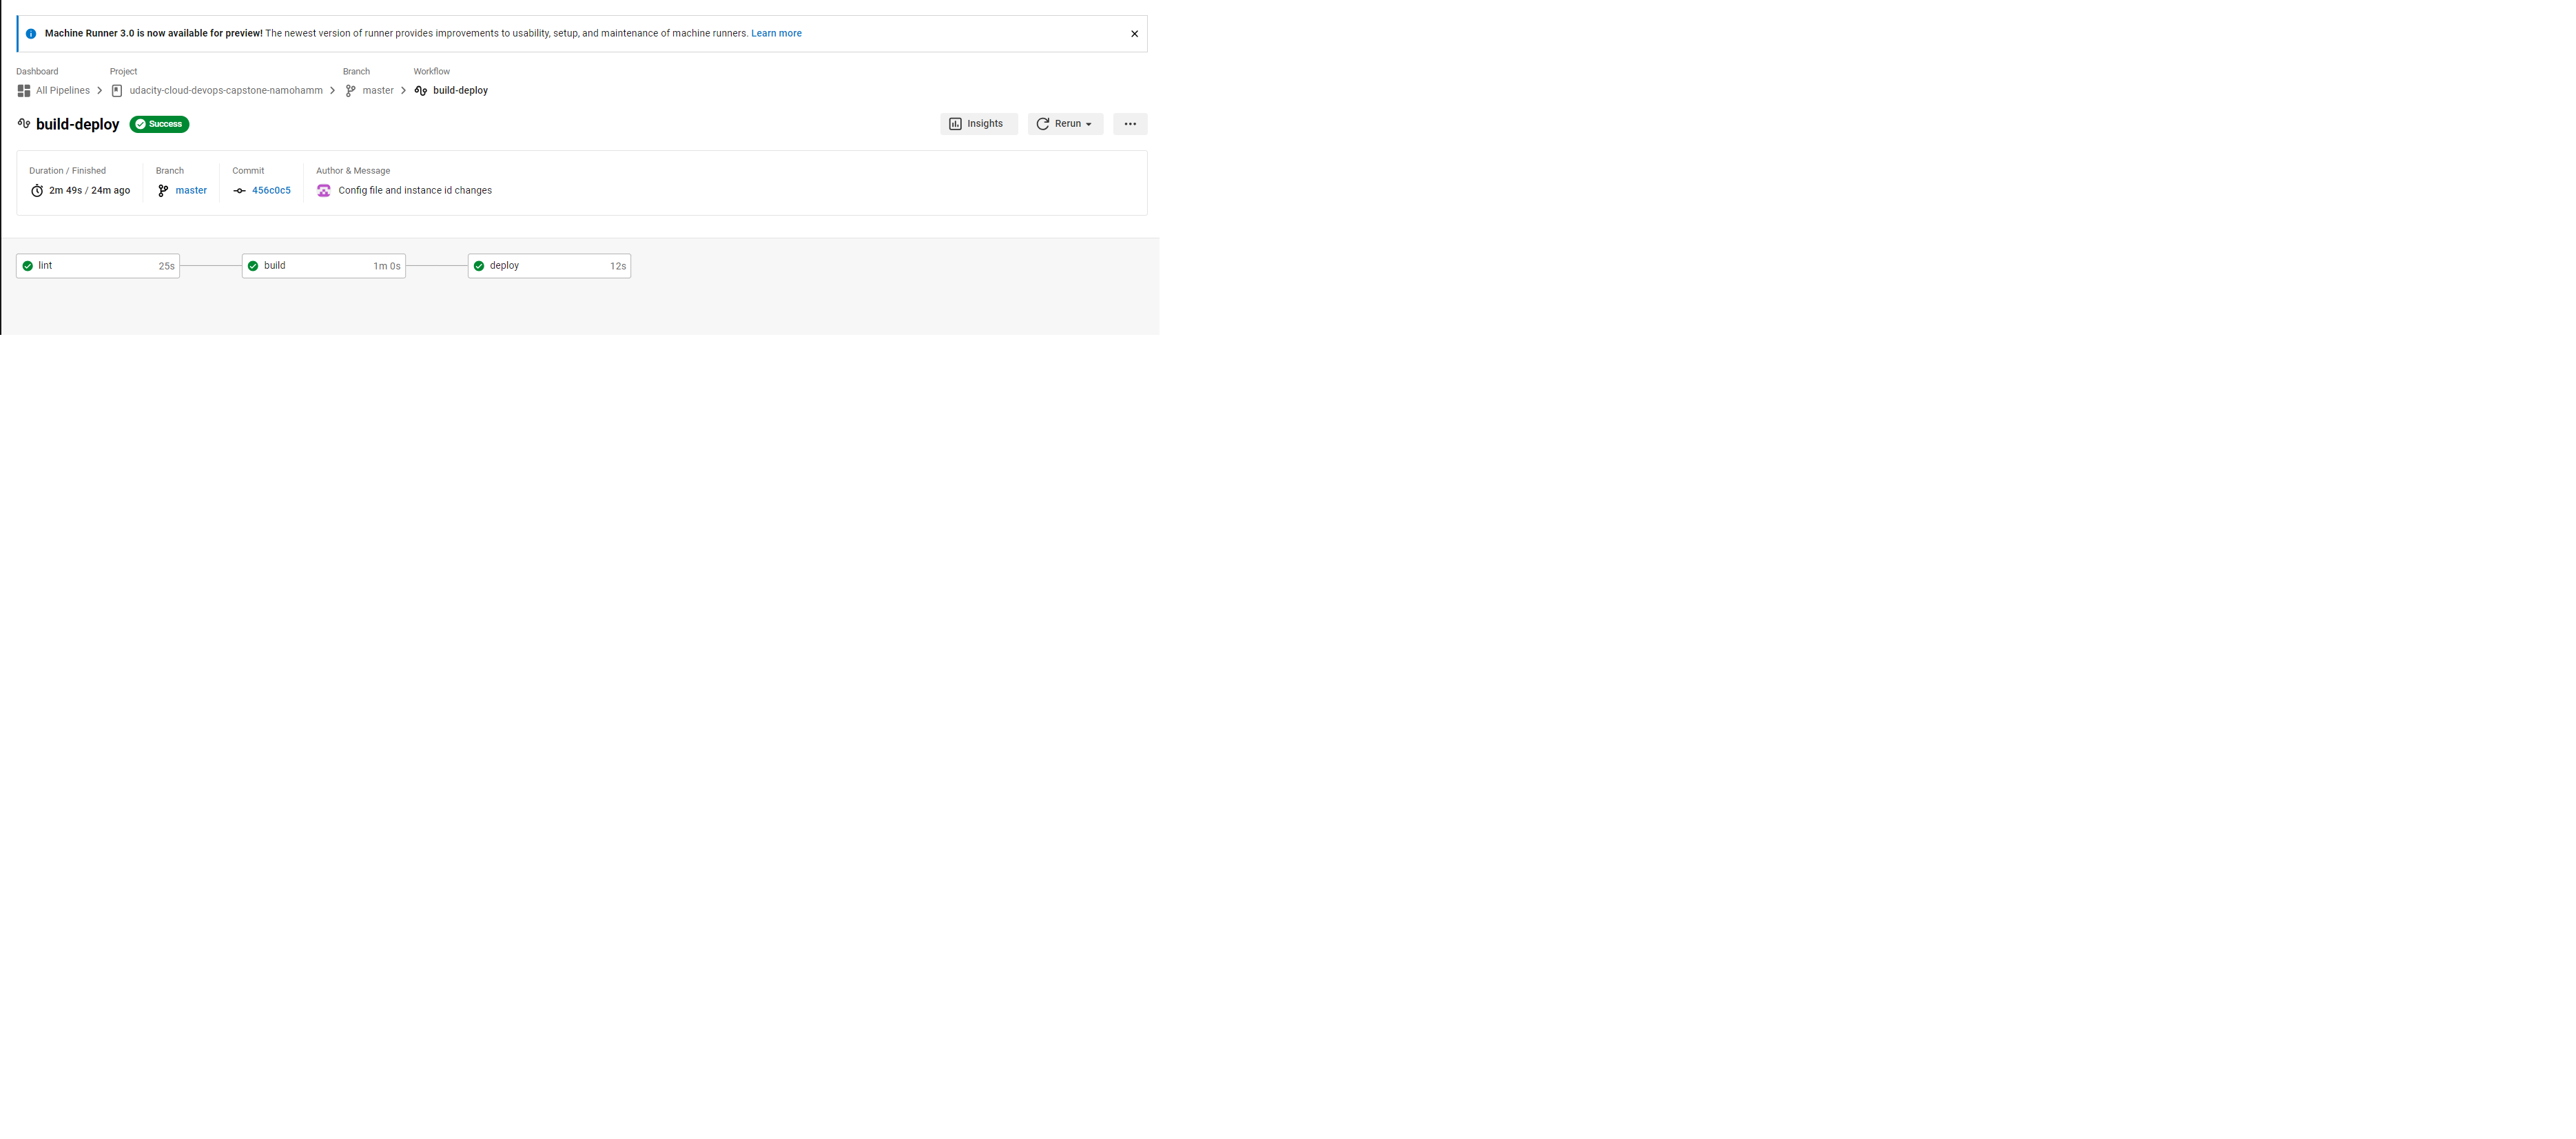 Machine Runner 3.0 is now available for preview! The newest version of runner provides improvements to usability, setup, and maintenance of machine runners. Learn more
Dashboard Project Branch Workflow
All Pipelines udacity-cloud-devops-capstone-namohamm master build-deploy
build-deploy Success Insights Rerun
Duration / Finished Branch Commit Author & Message
2m 49s / 24m ago master 456c0c5 Config file and instance id changes
lint 25s build 1m 0s deploy 12s